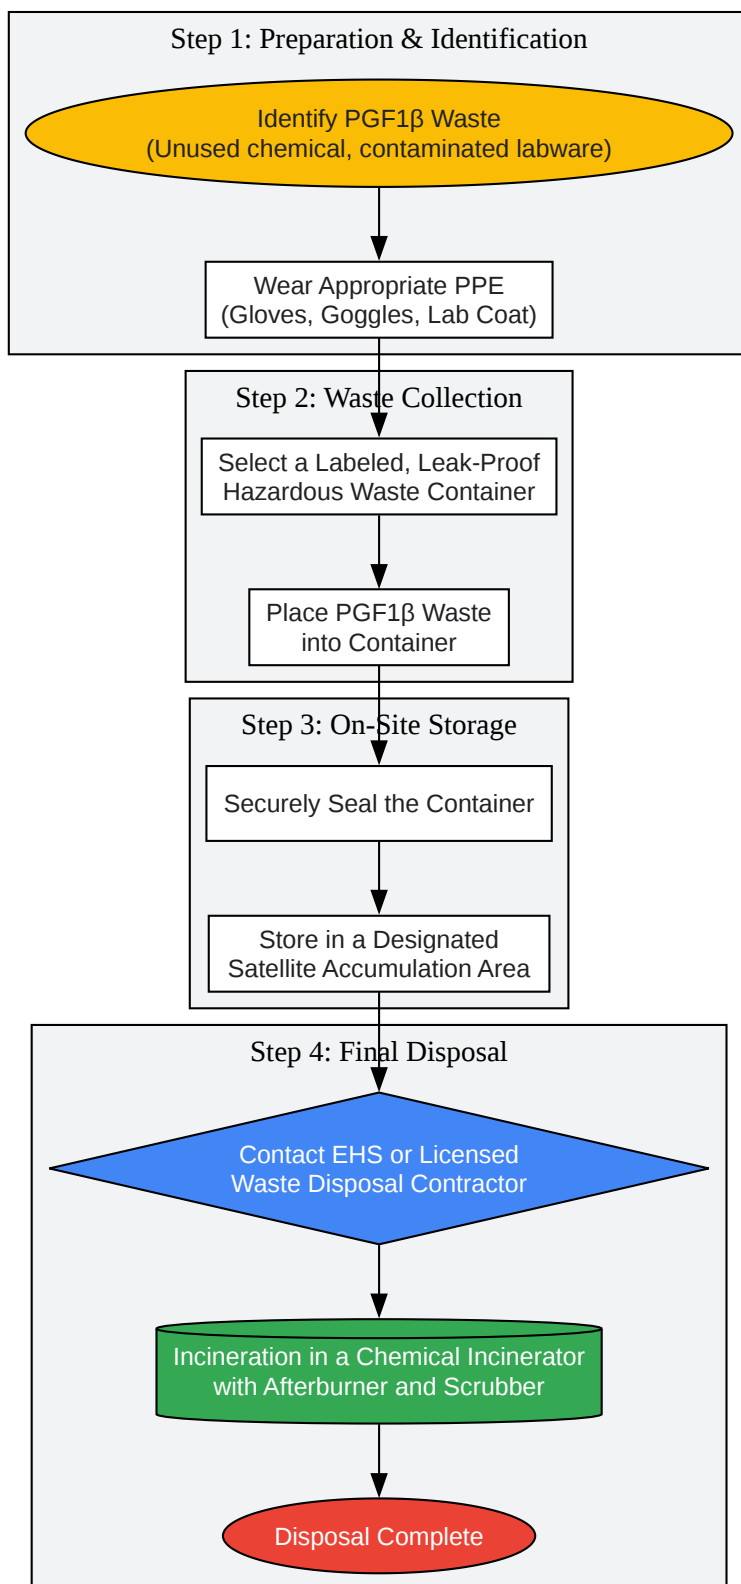 Step 1: Preparation & Identification
Identify PGF1β Waste
(Unused chemical, contaminated labware)
Wear Appropriate PPE
(Gloves, Goggles, Lab Coat)
Step 2: Waste Collection
Select a Labeled, Leak-Proof
Hazardous Waste Container
Place PGF1β Waste
into Container
Step 3: On-Site Storage
Securely Seal the Container
Store in a Designated
Satellite Accumulation Area
Step 4: Final Disposal
Contact EHS or Licensed
Waste Disposal Contractor
Incineration in a Chemical Incinerator
with Afterburner and Scrubber
Disposal Complete